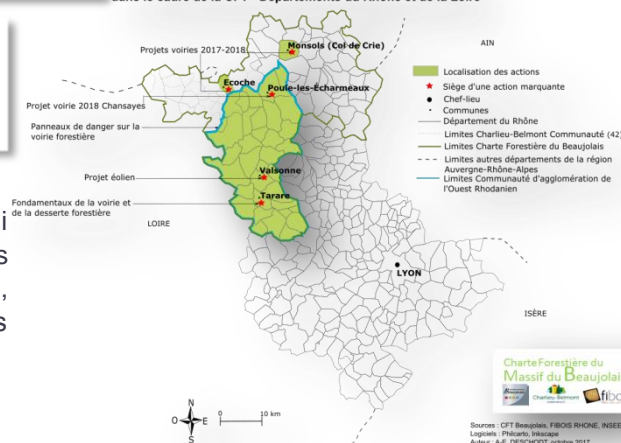 dans le cadre de la CFT - Départements du Rhône et de la Loire
Projets voiries 2017-2018
Monsols (Col de Crie)
AIN
Ecoche
Poule-les-Écharmeaux
Projet voirie 2018 Chansayes
Panneaux de danger sur la
voirie forestière
Projet éolien
Valsonne
Fondamentaux de la voirie et
de la desserte forestière
Tarare
LOIRE
LYON
ISÈRE
Localisation des actions
Siège d'une action marquante
Chef-lieu
Communes
Département du Rhône
Limites Charlieu-Belmont Communauté (42)
Limites Charte Forestière du Beaujolais
Limites autres départements de la région
Auvergne-Rhône-Alpes
Limites Communauté d'agglomération de
l'Ouest Rhodanien
i
s
,
s
N
O
E
S
0
10 km
Charte Forestière du
Massif du Beaujolai
Charlieu-Belmont
fibo
Sources : CFT Beaujolais, FIBOIS RHONE, INSEE
Logiciels : Philcarto, Inkscape
Auteur : A-F. DESCHODT, octobre 2017